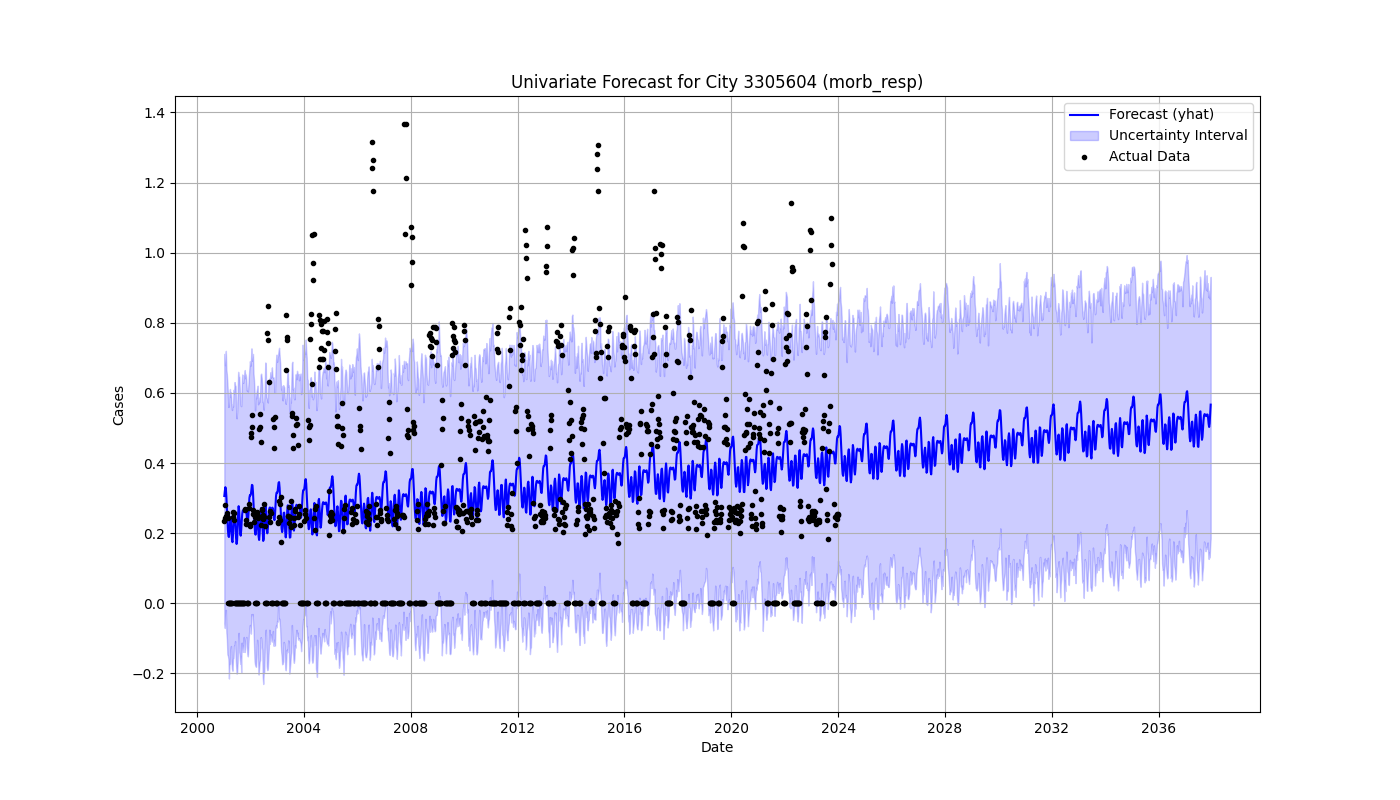 Univariate Forecast for City 3305604 (morb_resp)
Forecast (yhat)
Uncertainty Interval
Actual Data
Cases
1.4
1.2
1.0
0.8
0.6
0.4
0.2
0.0
−0.2
2000 2004 2008 2012 2016 2020 2024 2028 2032 2036
Date